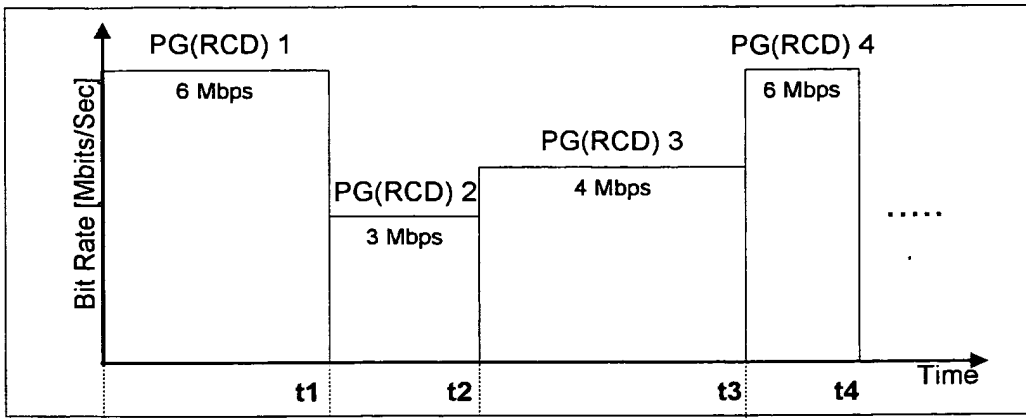 PG(RCD) 1
PG(RCD) 4
6 Mbps
6 Mbps
PG(RCD) 3
PG(RCD) 2
4 Mbps
3 Mbps
Bit Rate [Mbits/Sec]
.....
Time
t1
t2
t3
t4